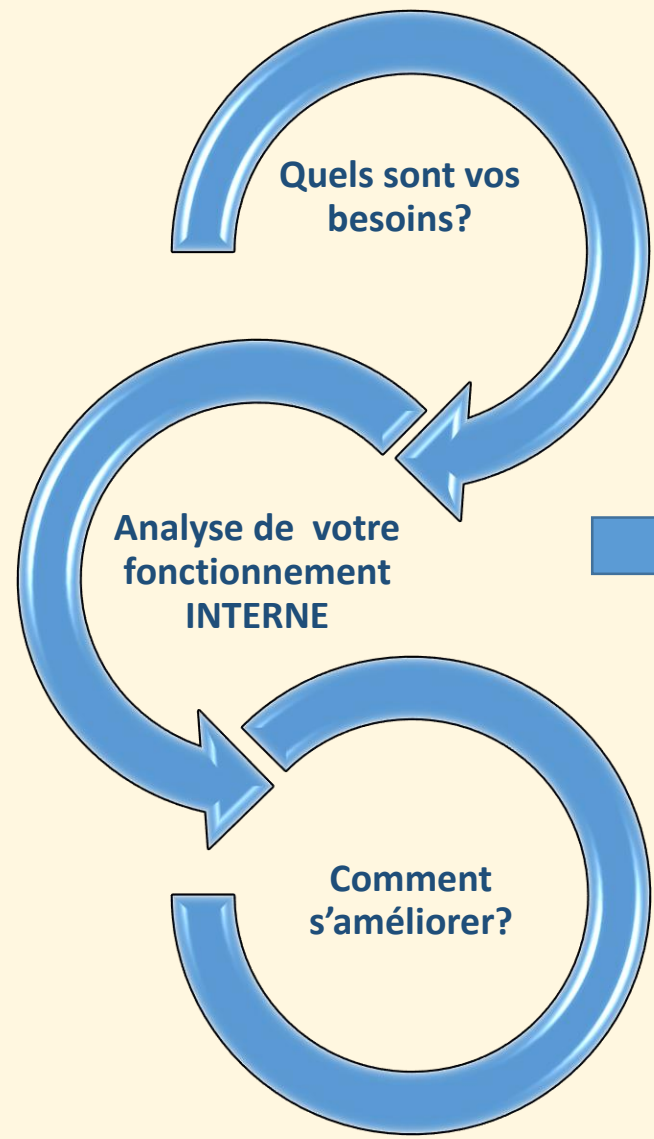 Quels sont vos
besoins?
Analyse de  votre
fonctionnement
INTERNE
Comment
s’améliorer?